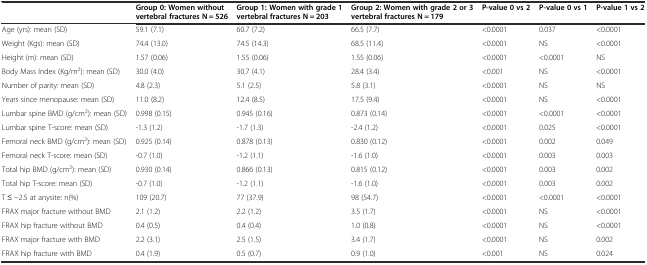 Group 0: Women without vertebral fractures N = 526 Group 1: Women with grade 1 vertebral fractures N = 203 Group 2: Women with grade 2 or 3 vertebral fractures N = 179 P-value 0 vs 2 P-value 0 vs 1 P-value 1 vs 2
Age (yrs): mean (SD) 59.1 (7.1) 60.7 (7.2) 66.5 (7.7) <0.0001 0.037 <0.0001
Weight (Kgs): mean (SD) 74.4 (13.0) 74.5 (14.3) 68.5 (11.4) <0.0001 NS <0.0001
Height (m): mean (SD) 1.57 (0.06) 1.55 (0.06) 1.55 (0.06) <0.0001 <0.0001 NS
Body Mass Index (Kg/m²): mean (SD) 30.0 (4.0) 30.7 (4.1) 28.4 (3.4) <0.001 NS <0.0001
Number of parity: mean (SD) 4.8 (2.3) 5.1 (2.5) 5.8 (3.1) <0.0001 NS NS
Years since menopause: mean (SD) 11.0 (8.2) 12.4 (8.5) 17.5 (9.4) <0.0001 NS <0.0001
Lumbar spine BMD (g/cm²): mean (SD) 0.998 (0.15) 0.945 (0.16) 0.873 (0.14) <0.0001 <0.0001 <0.0001
Lumbar spine T-score: mean (SD) -1.3 (1.2) -1.7 (1.3) -2.4 (1.2) <0.0001 0.025 <0.0001
Femoral neck BMD (g/cm²): mean (SD) 0.925 (0.14) 0.878 (0.13) 0.830 (0.12) <0.0001 0.002 0.049
Femoral neck T-score: mean (SD) -0.7 (1.0) -1.2 (1.1) -1.6 (1.0) <0.0001 0.003 0.003
Total hip BMD (g/cm²): mean (SD) 0.930 (0.14) 0.866 (0.13) 0.815 (0.12) <0.0001 0.003 0.002
Total hip T-score: mean (SD) -0.7 (1.0) -1.2 (1.1) -1.6 (1.0) <0.0001 0.003 0.002
T ≤ −2.5 at anysite: n(%) 109 (20.7) 77 (37.9) 98 (54.7) <0.0001 <0.0001 <0.0001
FRAX major fracture without BMD 2.1 (1.2) 2.2 (1.2) 3.5 (1.7) <0.0001 NS <0.0001
FRAX hip fracture without BMD 0.4 (0.5) 0.4 (0.4) 1.0 (0.8) <0.0001 NS <0.0001
FRAX major fracture with BMD 2.2 (3.1) 2.5 (1.5) 3.4 (1.7) <0.0001 NS 0.002
FRAX hip fracture with BMD 0.4 (1.9) 0.5 (0.7) 0.9 (1.0) <0.001 NS 0.024